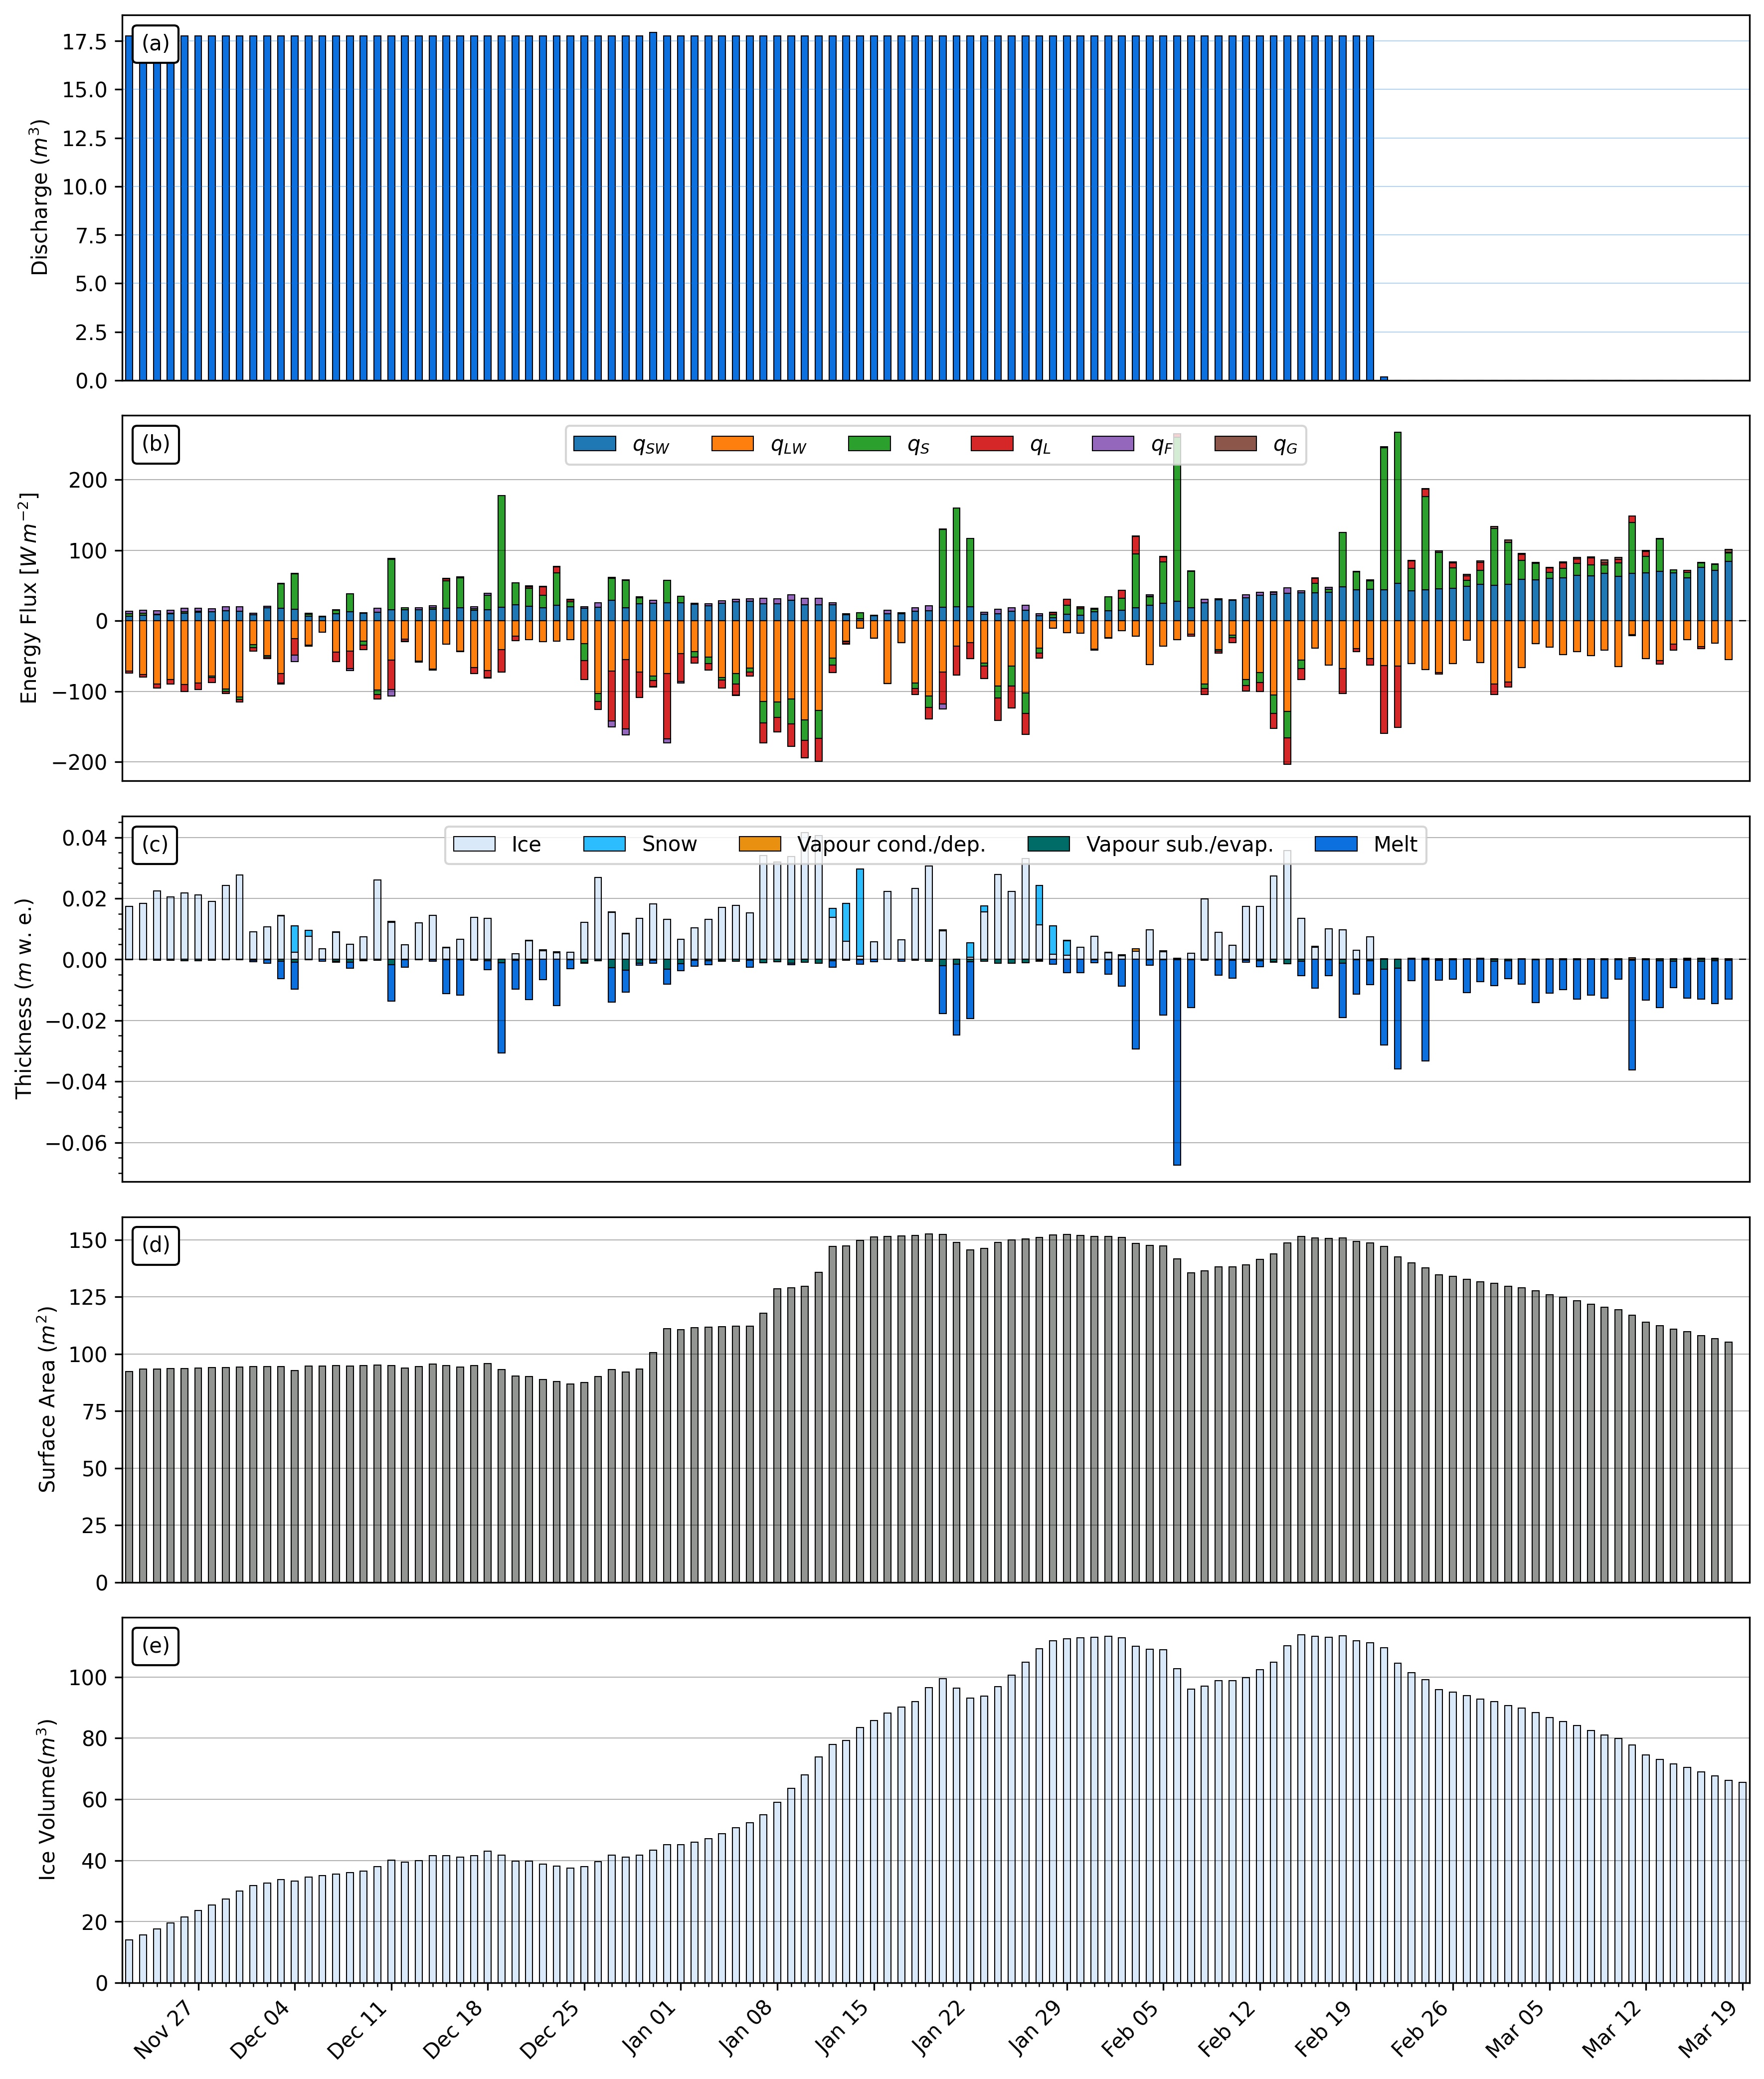 (a)
17.5
15.0
12.5
10.0
7.5
5.0
2.5
0.0
Discharge (m³)
(b)
q_SW q_LW q_S q_L q_F q_G
200
100
0
−100
−200
Energy Flux [W m⁻²]
(c)
Ice Snow Vapour cond./dep. Vapour sub./evap. Melt
0.04
0.02
0.00
−0.02
−0.04
−0.06
Thickness (m w. e.)
(d)
150
125
100
75
50
25
0
Surface Area (m²)
(e)
100
80
60
40
20
0
Ice Volume(m³)
Nov 27 Dec 04 Dec 11 Dec 18 Dec 25 Jan 01 Jan 08 Jan 15 Jan 22 Jan 29 Feb 05 Feb 12 Feb 19 Feb 26 Mar 05 Mar 12 Mar 19